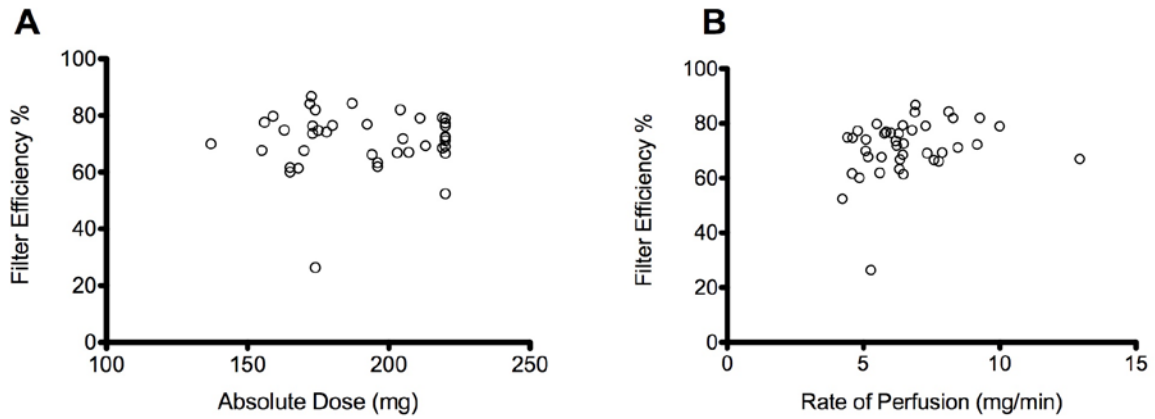 A
Filter Efficiency %
100
80
60
40
20
0
100 150 200 250
Absolute Dose (mg)
B
Filter Efficiency %
100
80
60
40
20
0
0 5 10 15
Rate of Perfusion (mg/min)